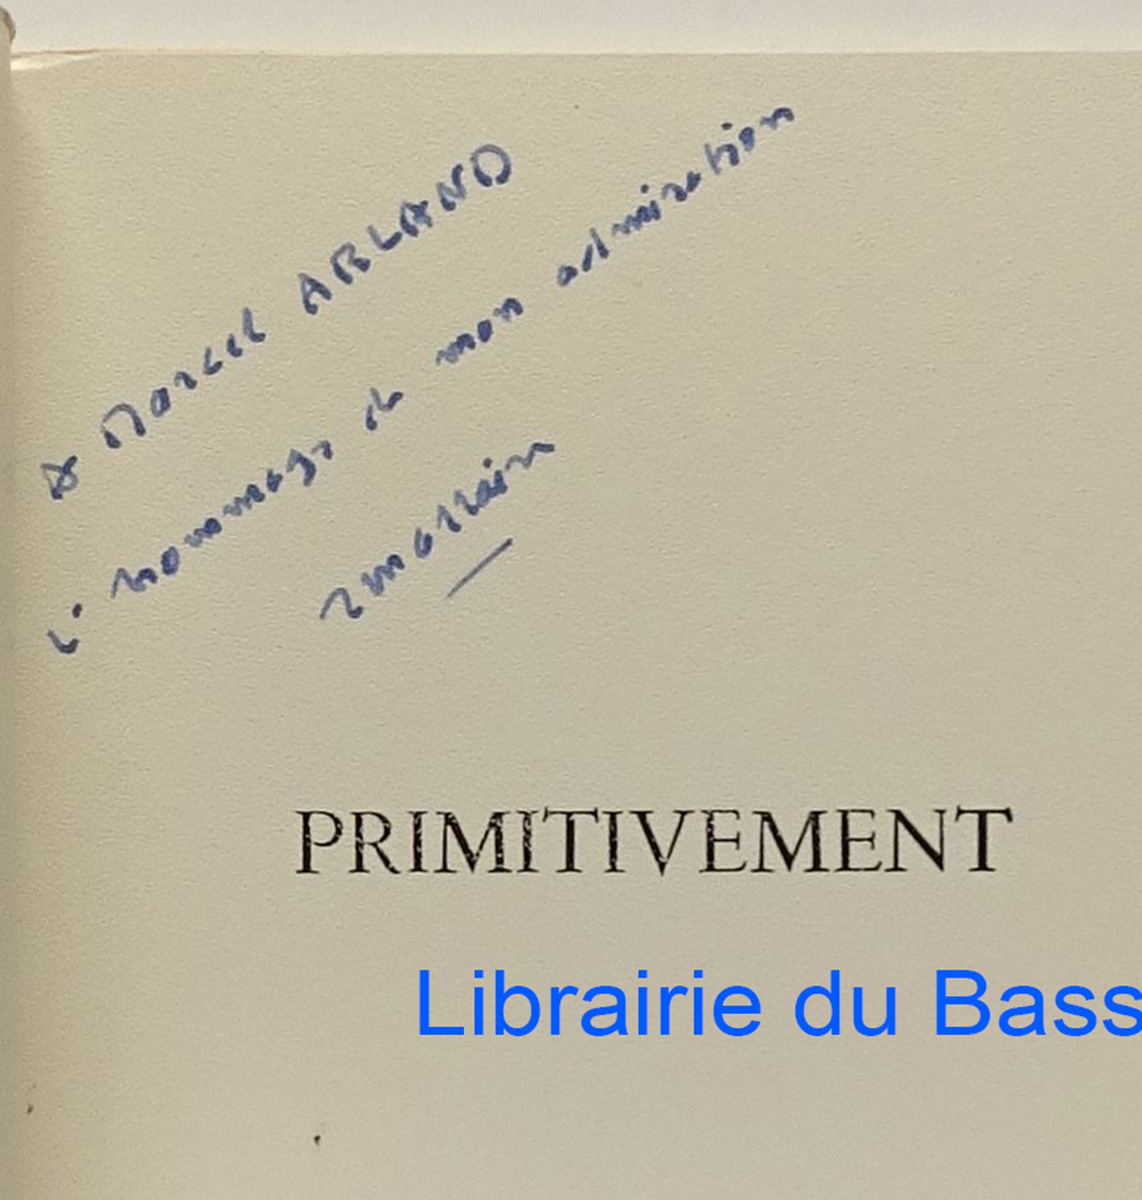 à Marcel ARLAND
l'hommage de mon admiration
PRIMITIVEMENT
Librairie du Bass